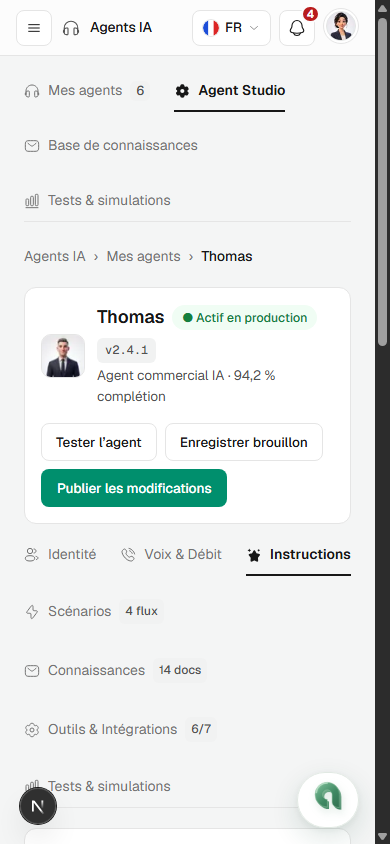 Agents IA
FR
4
Mes agents 6
Agent Studio
Base de connaissances
Tests & simulations
Agents IA › Mes agents › Thomas
Thomas
Actif en production
v2.4.1
Agent commercial IA · 94,2 %
complétion
Tester l'agent
Enregistrer brouillon
Publier les modifications
Identité
Voix & Débit
Instructions
Scénarios 4 flux
Connaissances 14 docs
Outils & Intégrations 6/7
Tests & simulations
N